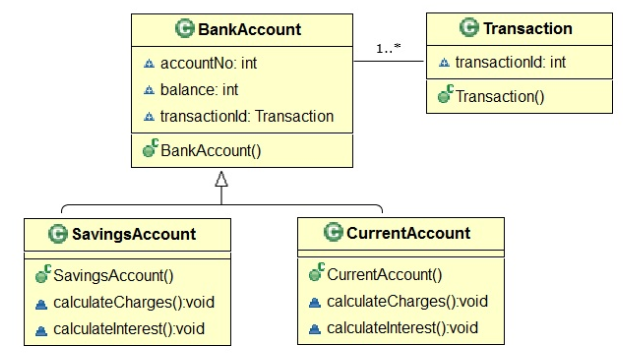 BankAccount
accountNo: int
balance: int
transactionId: Transaction
BankAccount()
1..*
Transaction
transactionId: int
Transaction()
SavingsAccount
SavingsAccount()
calculateCharges():void
calculateInterest():void
CurrentAccount
CurrentAccount()
calculateCharges():void
calculateInterest():void